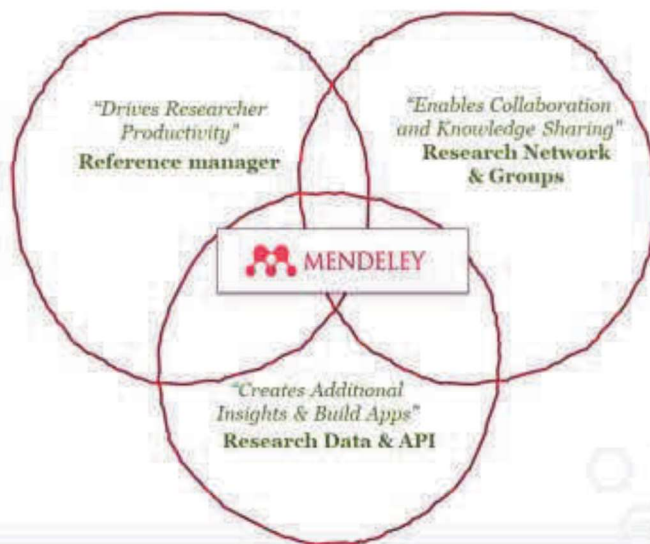 “Drives Researcher
Productivity”
Reference manager
“Enables Collaboration
and Knowledge Sharing”
Research Network
& Groups
MENDELEY
“Creates Additional
Insights & Build Apps”
Research Data & API